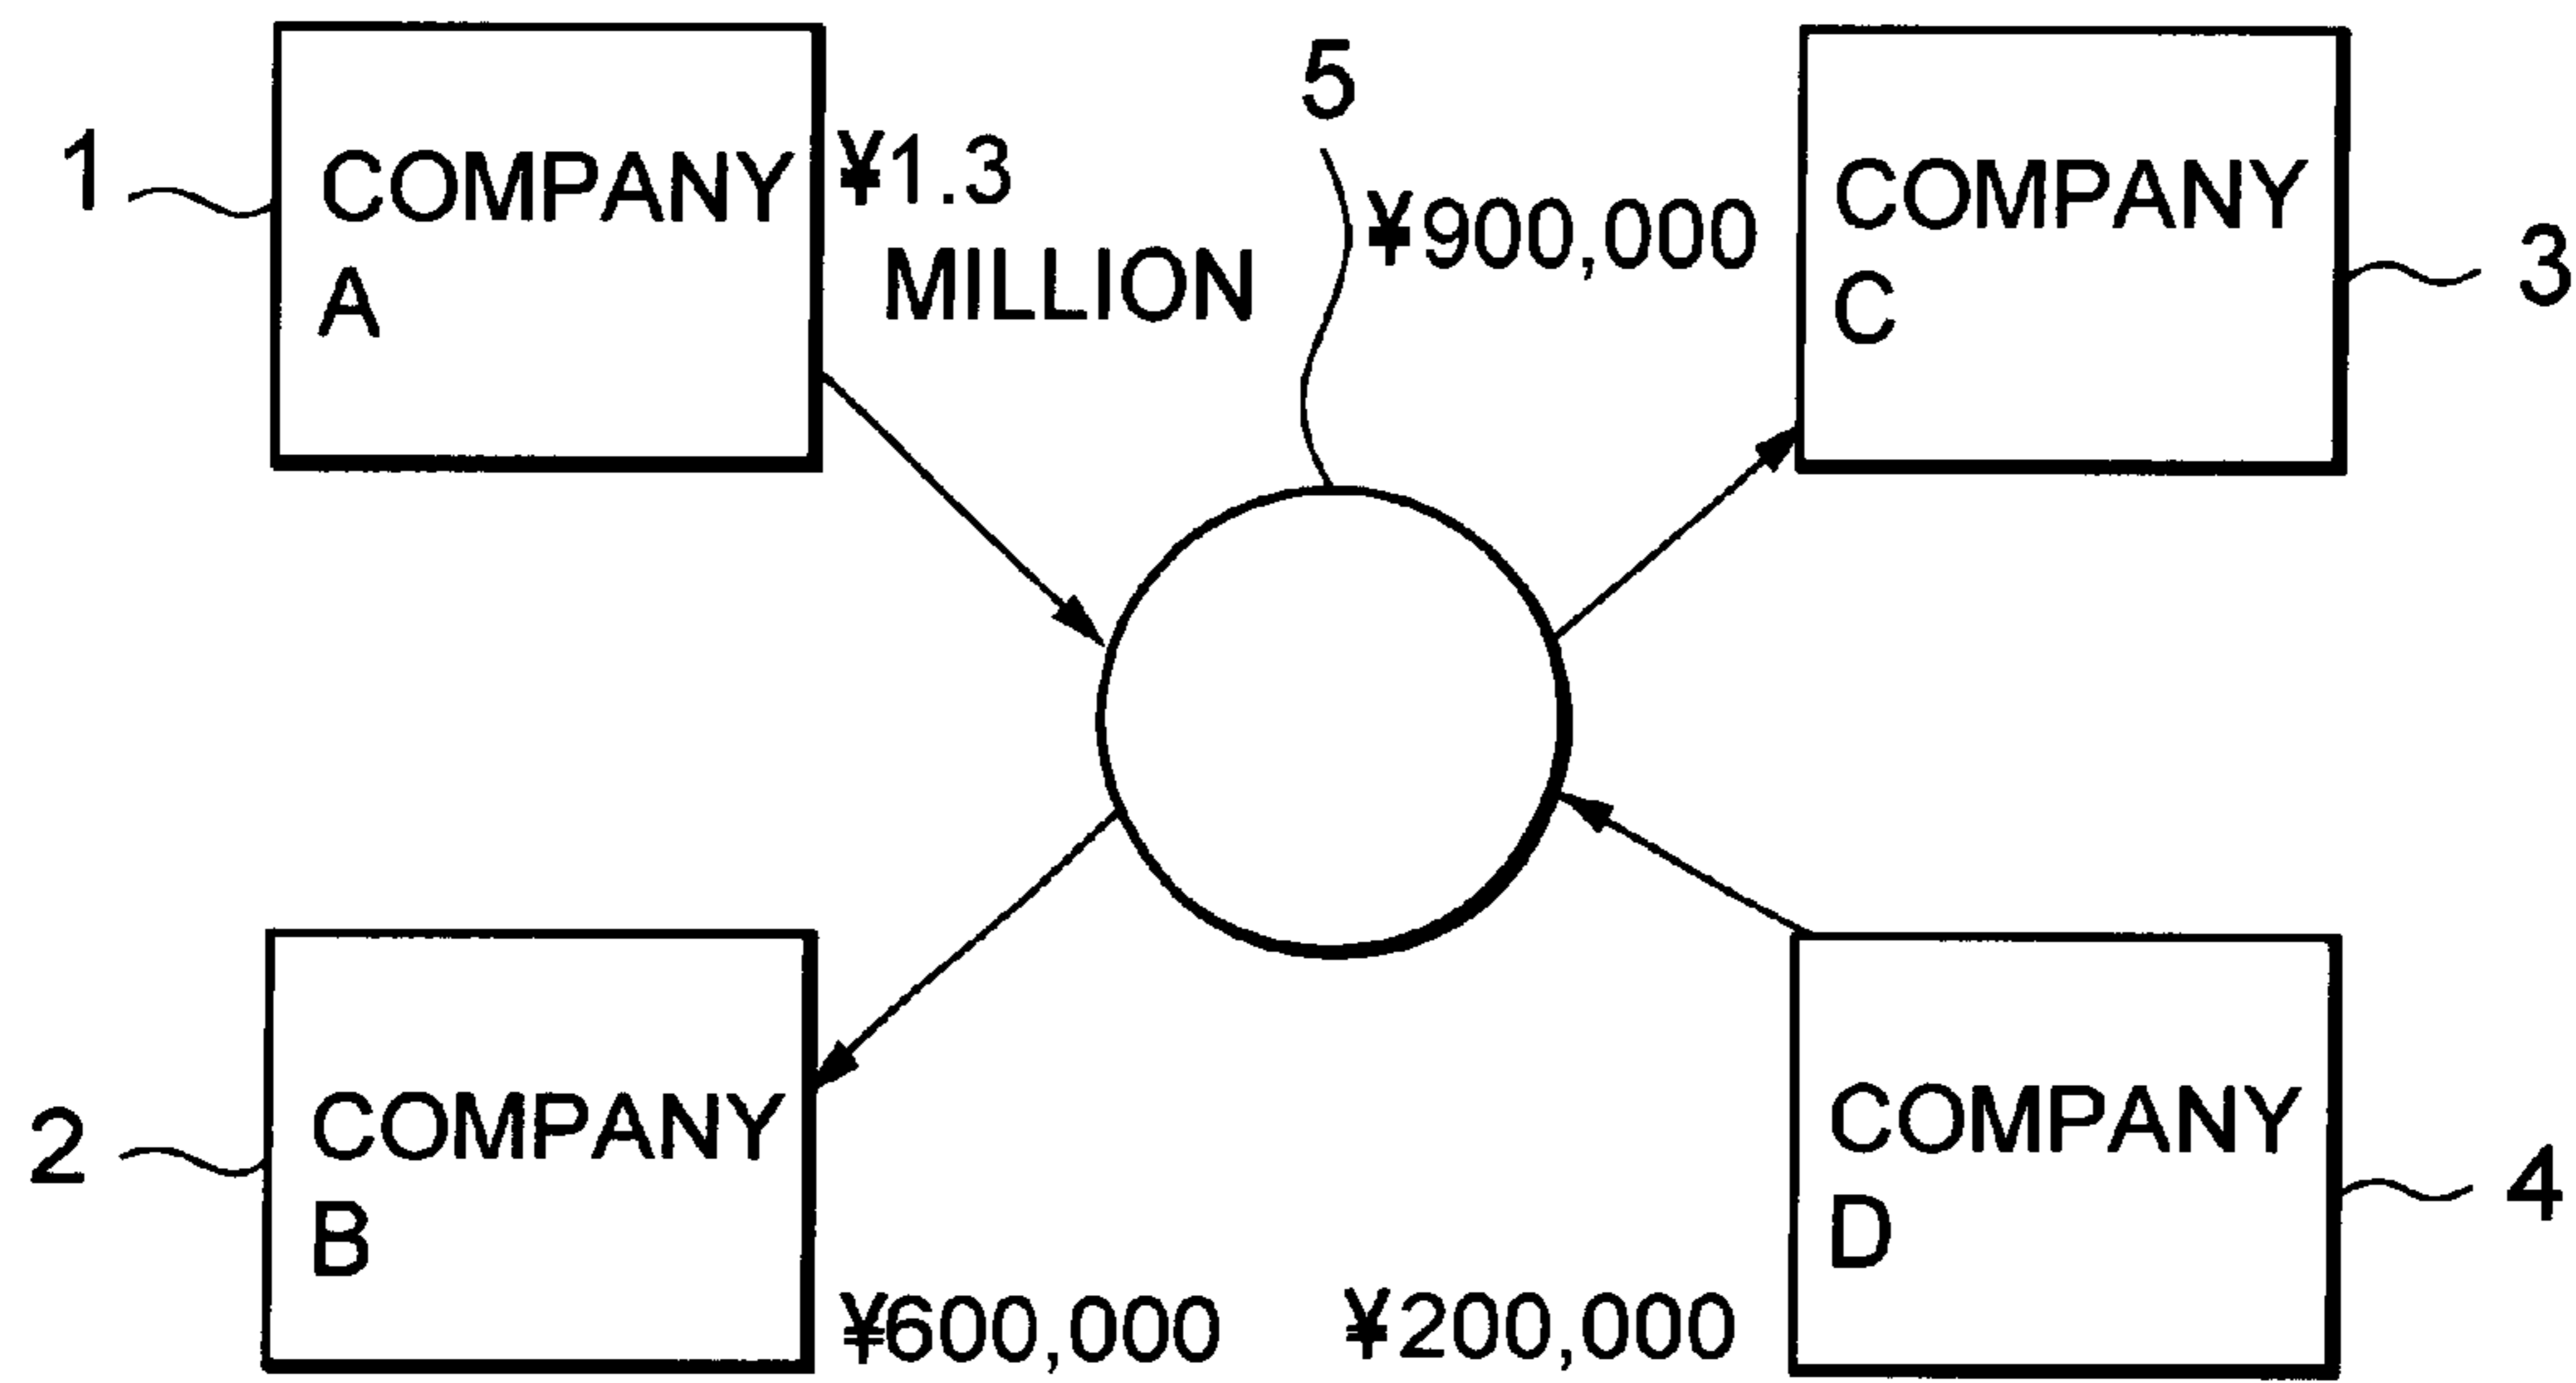 1
COMPANY
A
¥1.3
MILLION
5
¥900,000
COMPANY
C
3
2
COMPANY
B
¥600,000
¥200,000
COMPANY
D
4